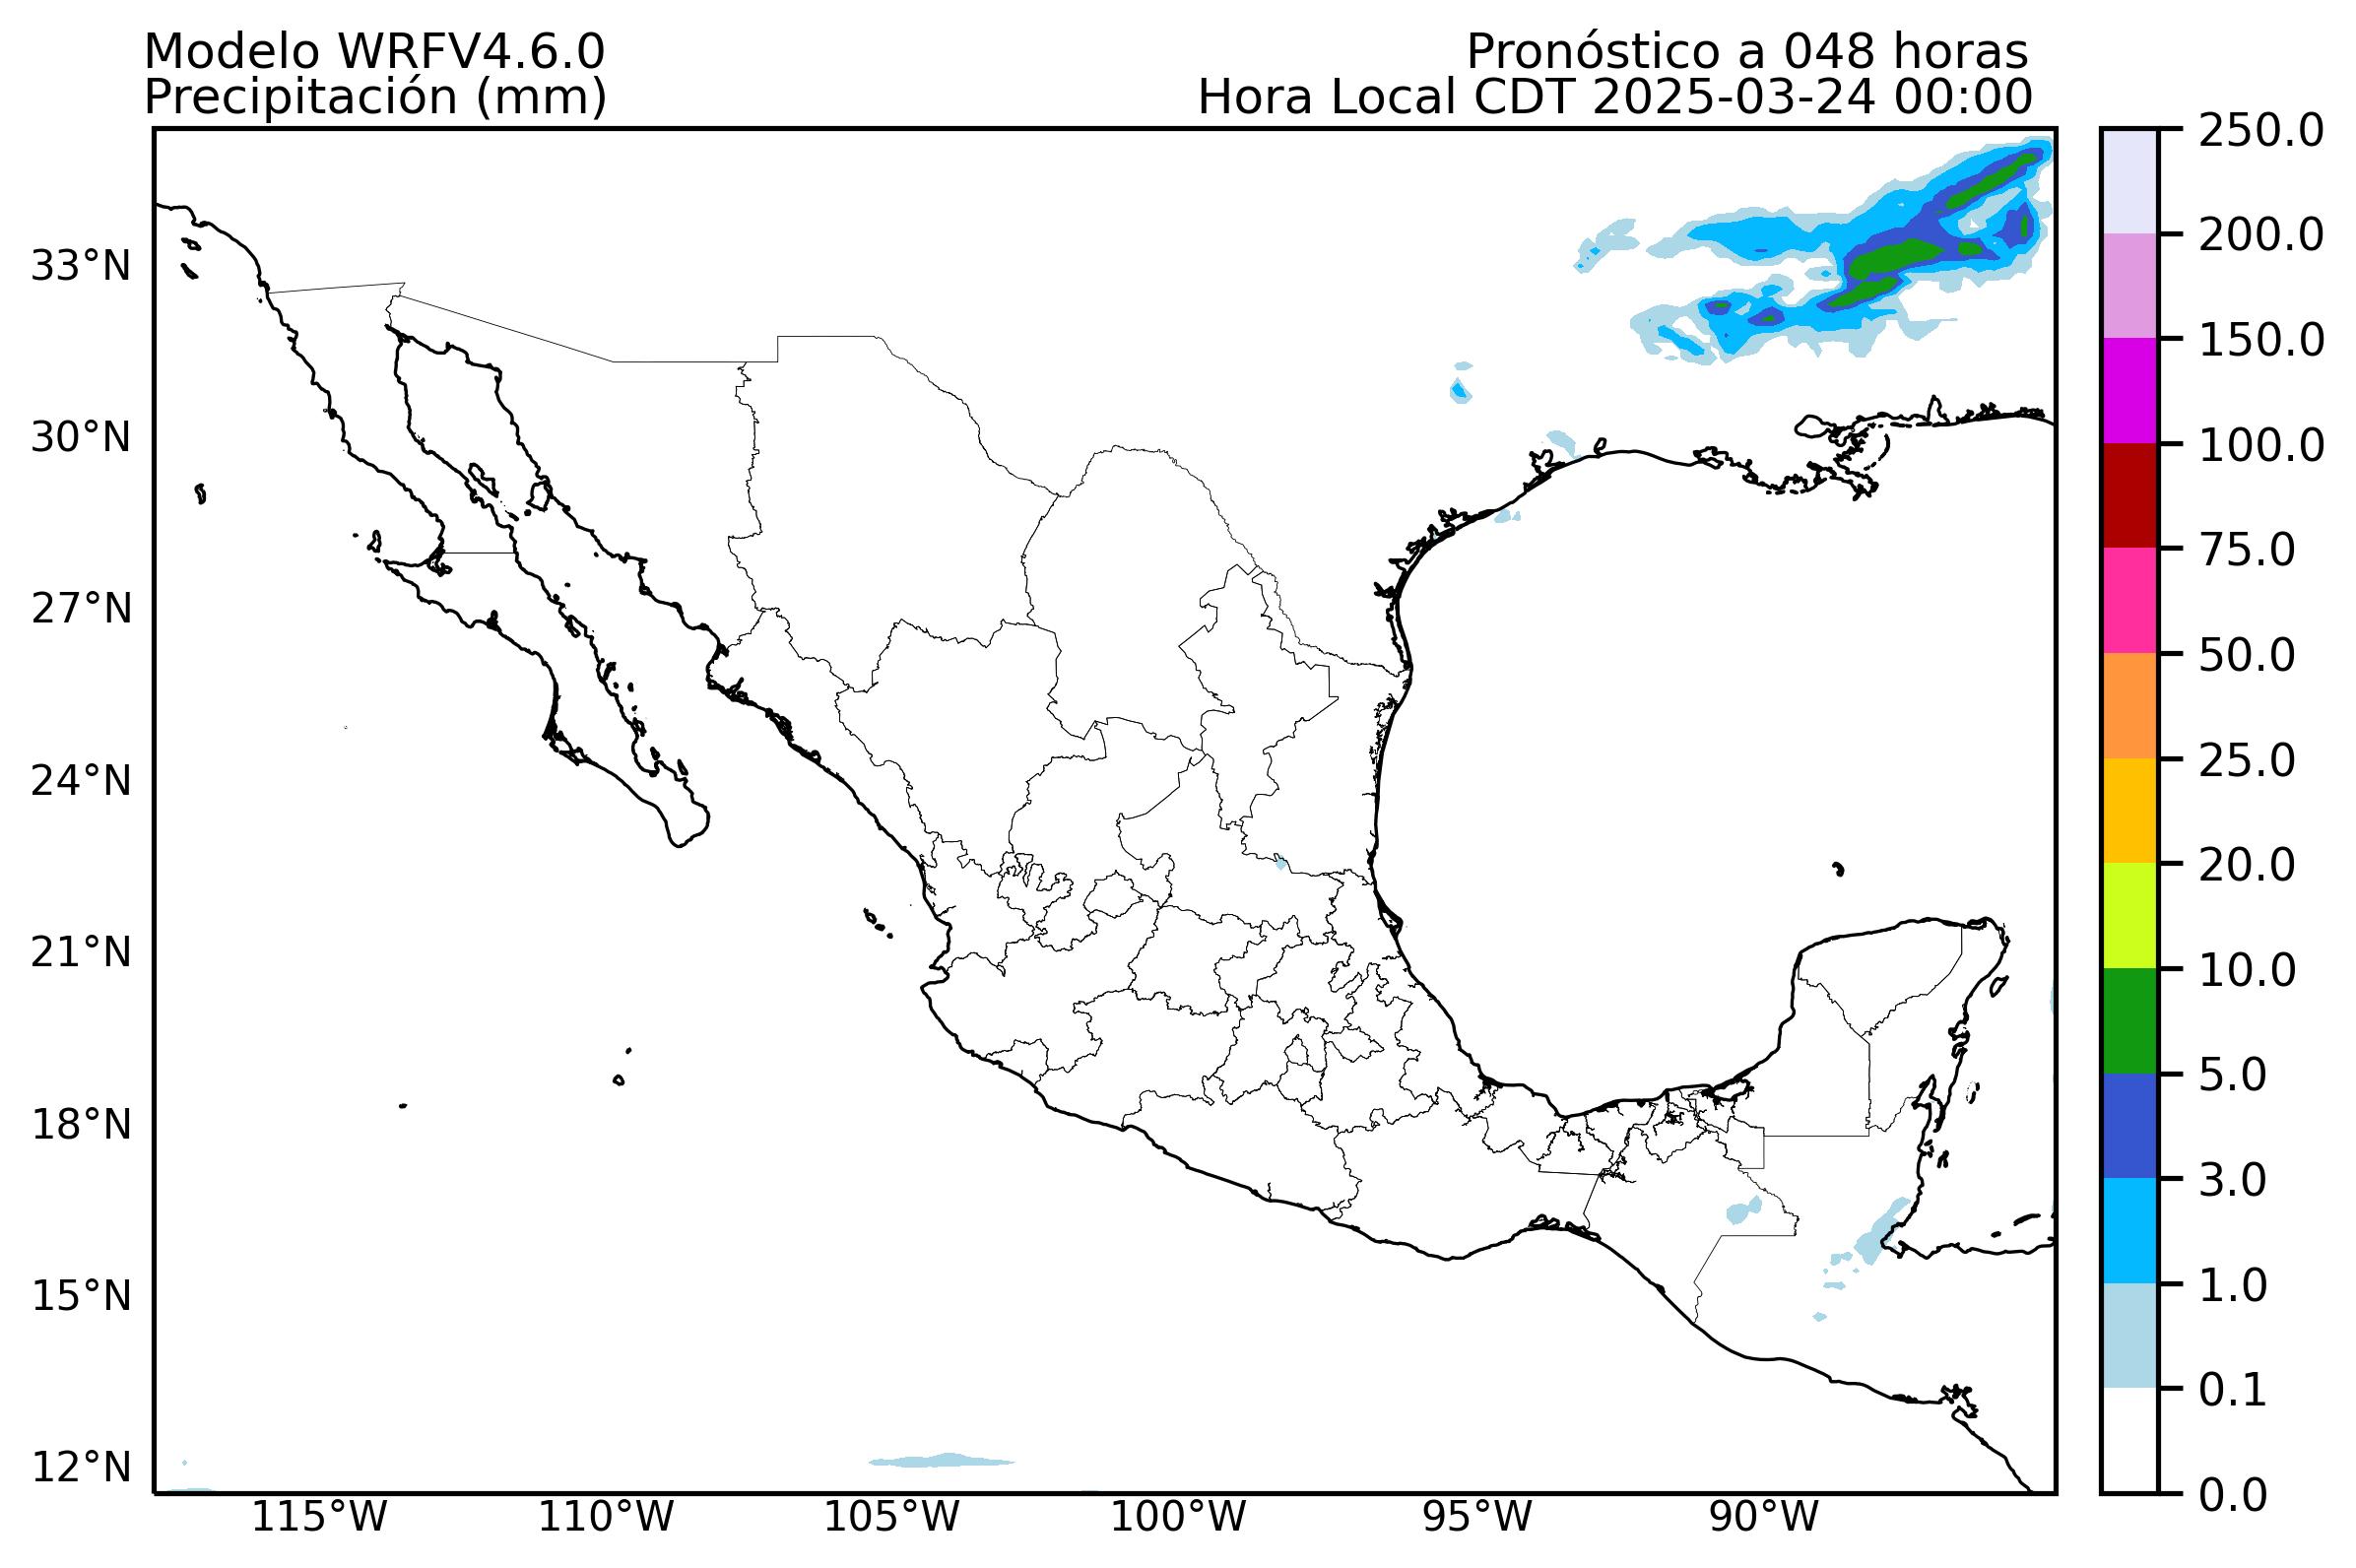 Modelo WRFV4.6.0
Precipitación (mm)
Pronóstico a 048 horas
Hora Local CDT 2025-03-24 00:00
33°N
30°N
27°N
24°N
21°N
18°N
15°N
12°N
115°W
110°W
105°W
100°W
95°W
90°W
250.0
200.0
150.0
100.0
75.0
50.0
25.0
20.0
10.0
5.0
3.0
1.0
0.1
0.0